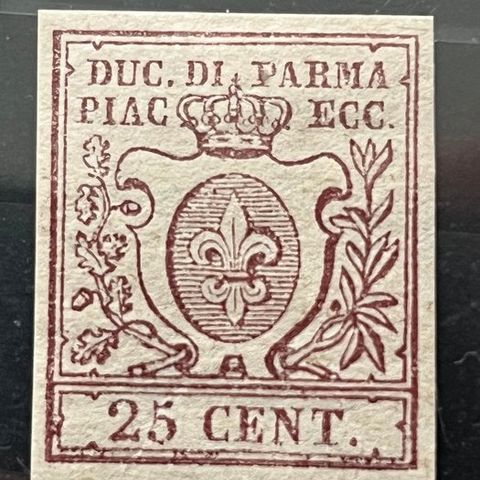 DUC. DI. PARMA
PIAC . ECC.
25 CENT.